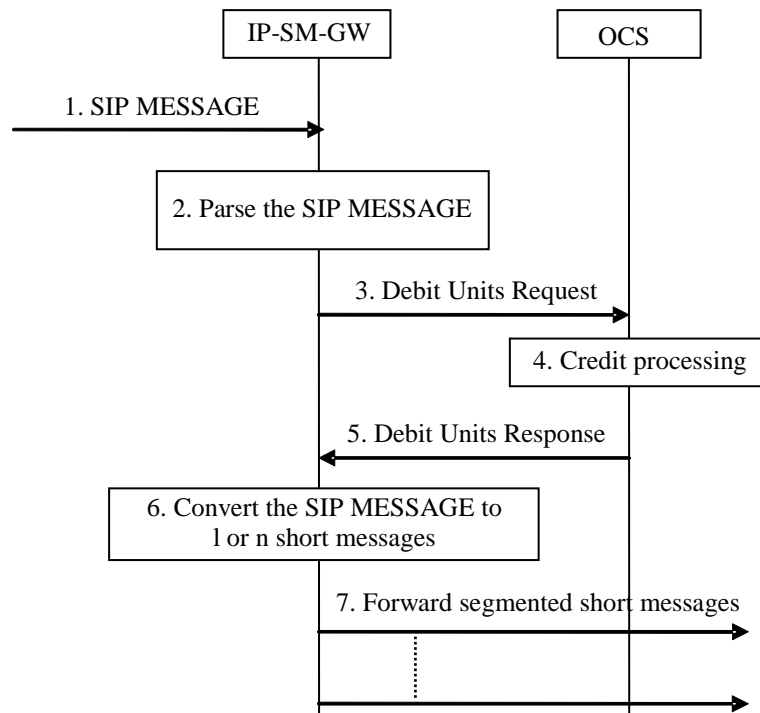 IP-SM-GW
OCS
1. SIP MESSAGE
2. Parse the SIP MESSAGE
3. Debit Units Request
4. Credit processing
5. Debit Units Response
6. Convert the SIP MESSAGE to
l or n short messages
7. Forward segmented short messages